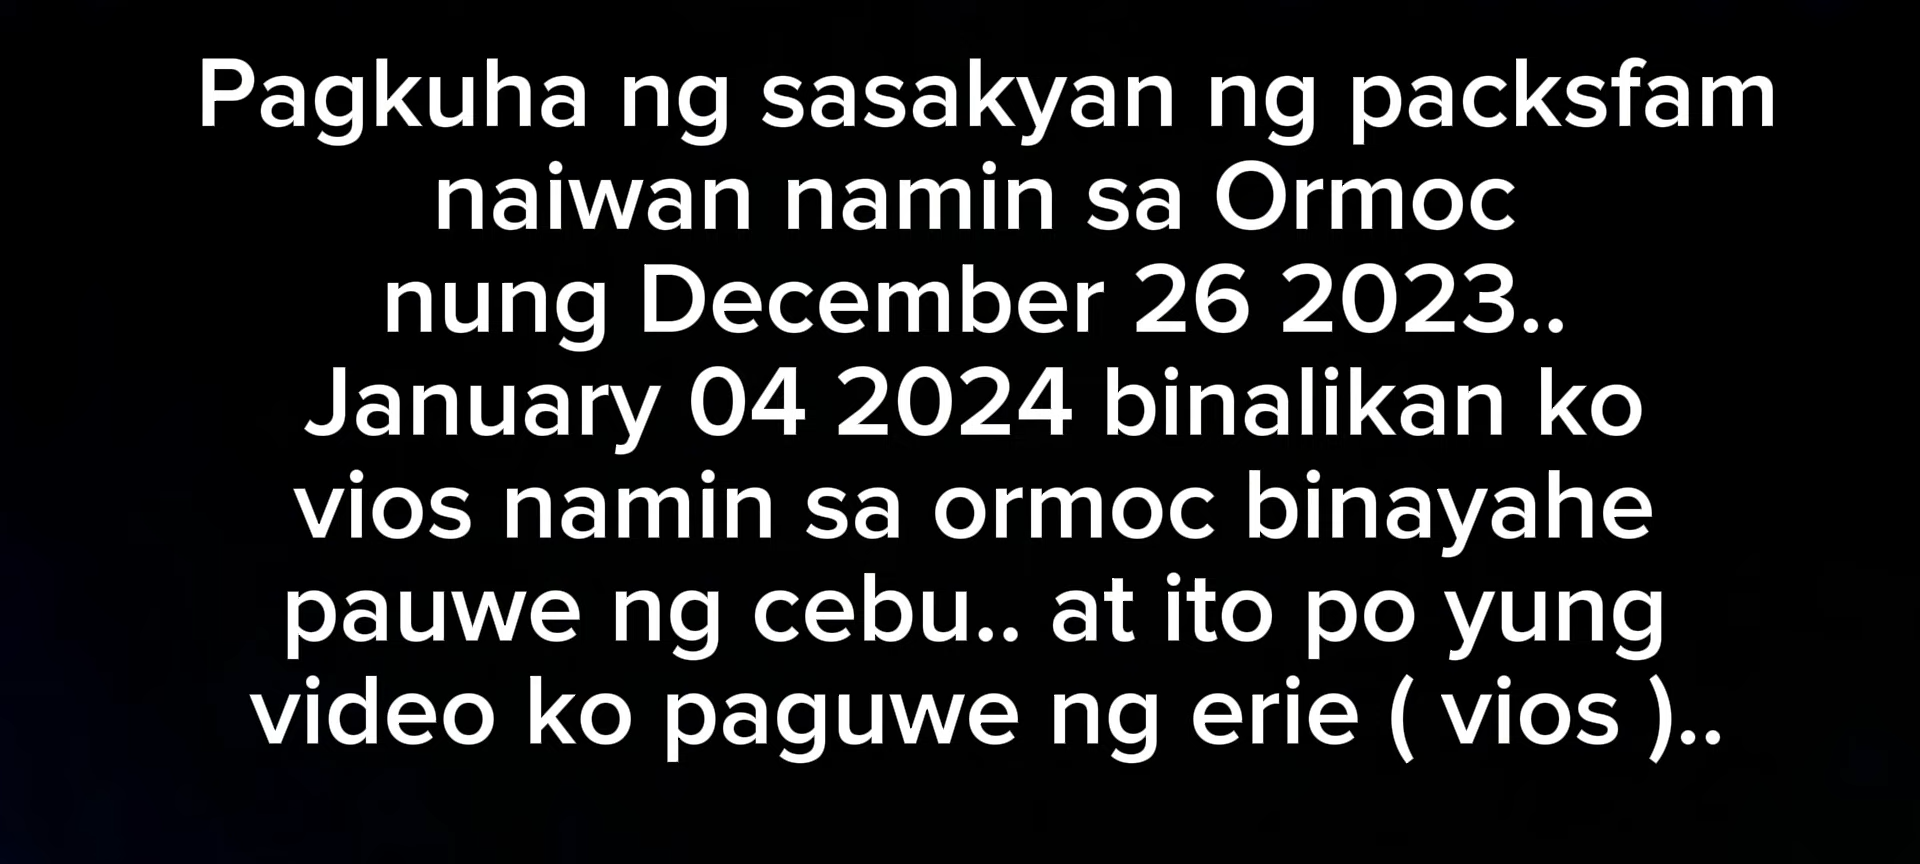 Pagkuha ng sasakyan ng packsfam
naiwan namin sa Ormoc
nung December 26 2023..
January 04 2024 binalikan ko
vios namin sa ormoc binayahe
pauwe ng cebu.. at ito po yung
video ko paguwe ng erie ( vios )..